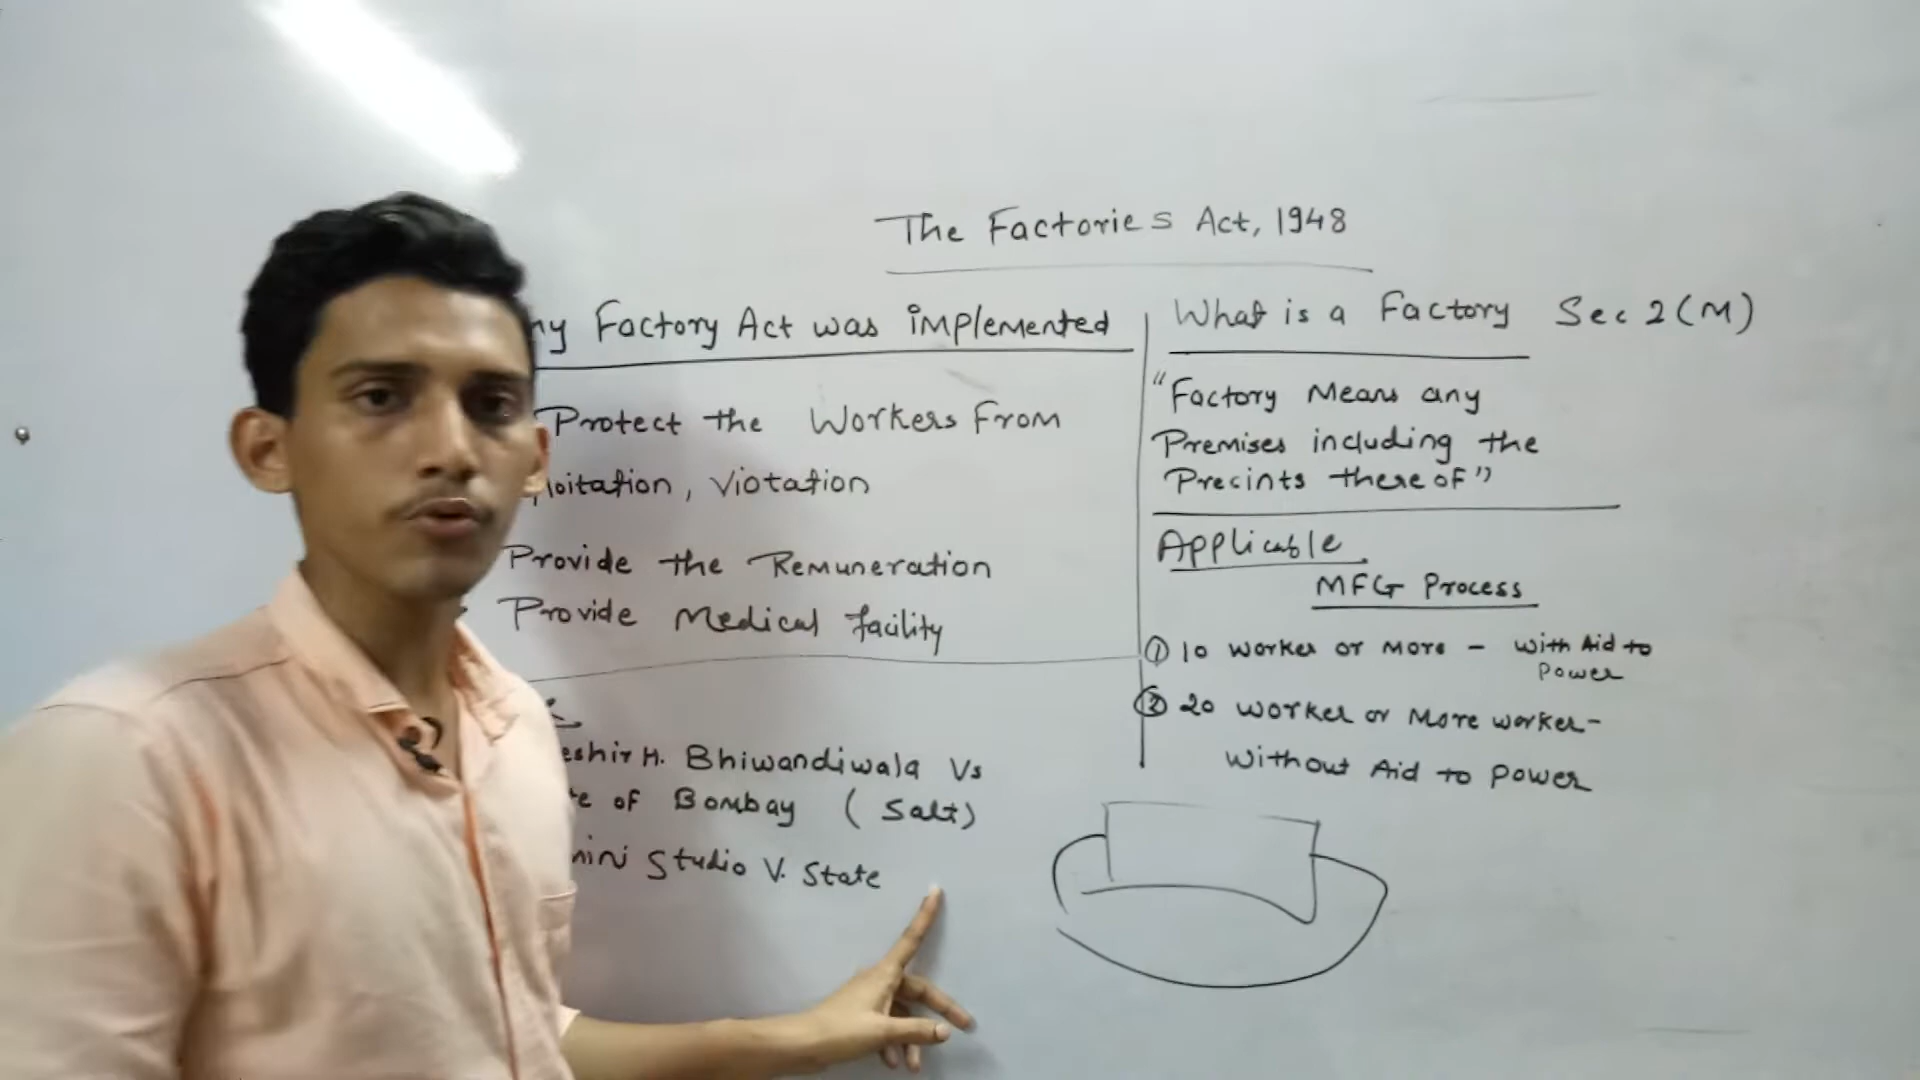 The Factories Act, 1948
Factory Act was implemented
Protect the Workers From
loitation, Viotation
Provide the Remuneration
Provide Medical facility
eshir H. Bhiwandiwala Vs
of Bombay ( Salt)
Studio V. State
What is a Factory Sec 2 (M)
"Factory Means any
Premises including the
Precints there of"
Applicable
MFG Process
① 10 worker or more - with Aid to
Power
② 20 worker or More worker-
without Aid to power